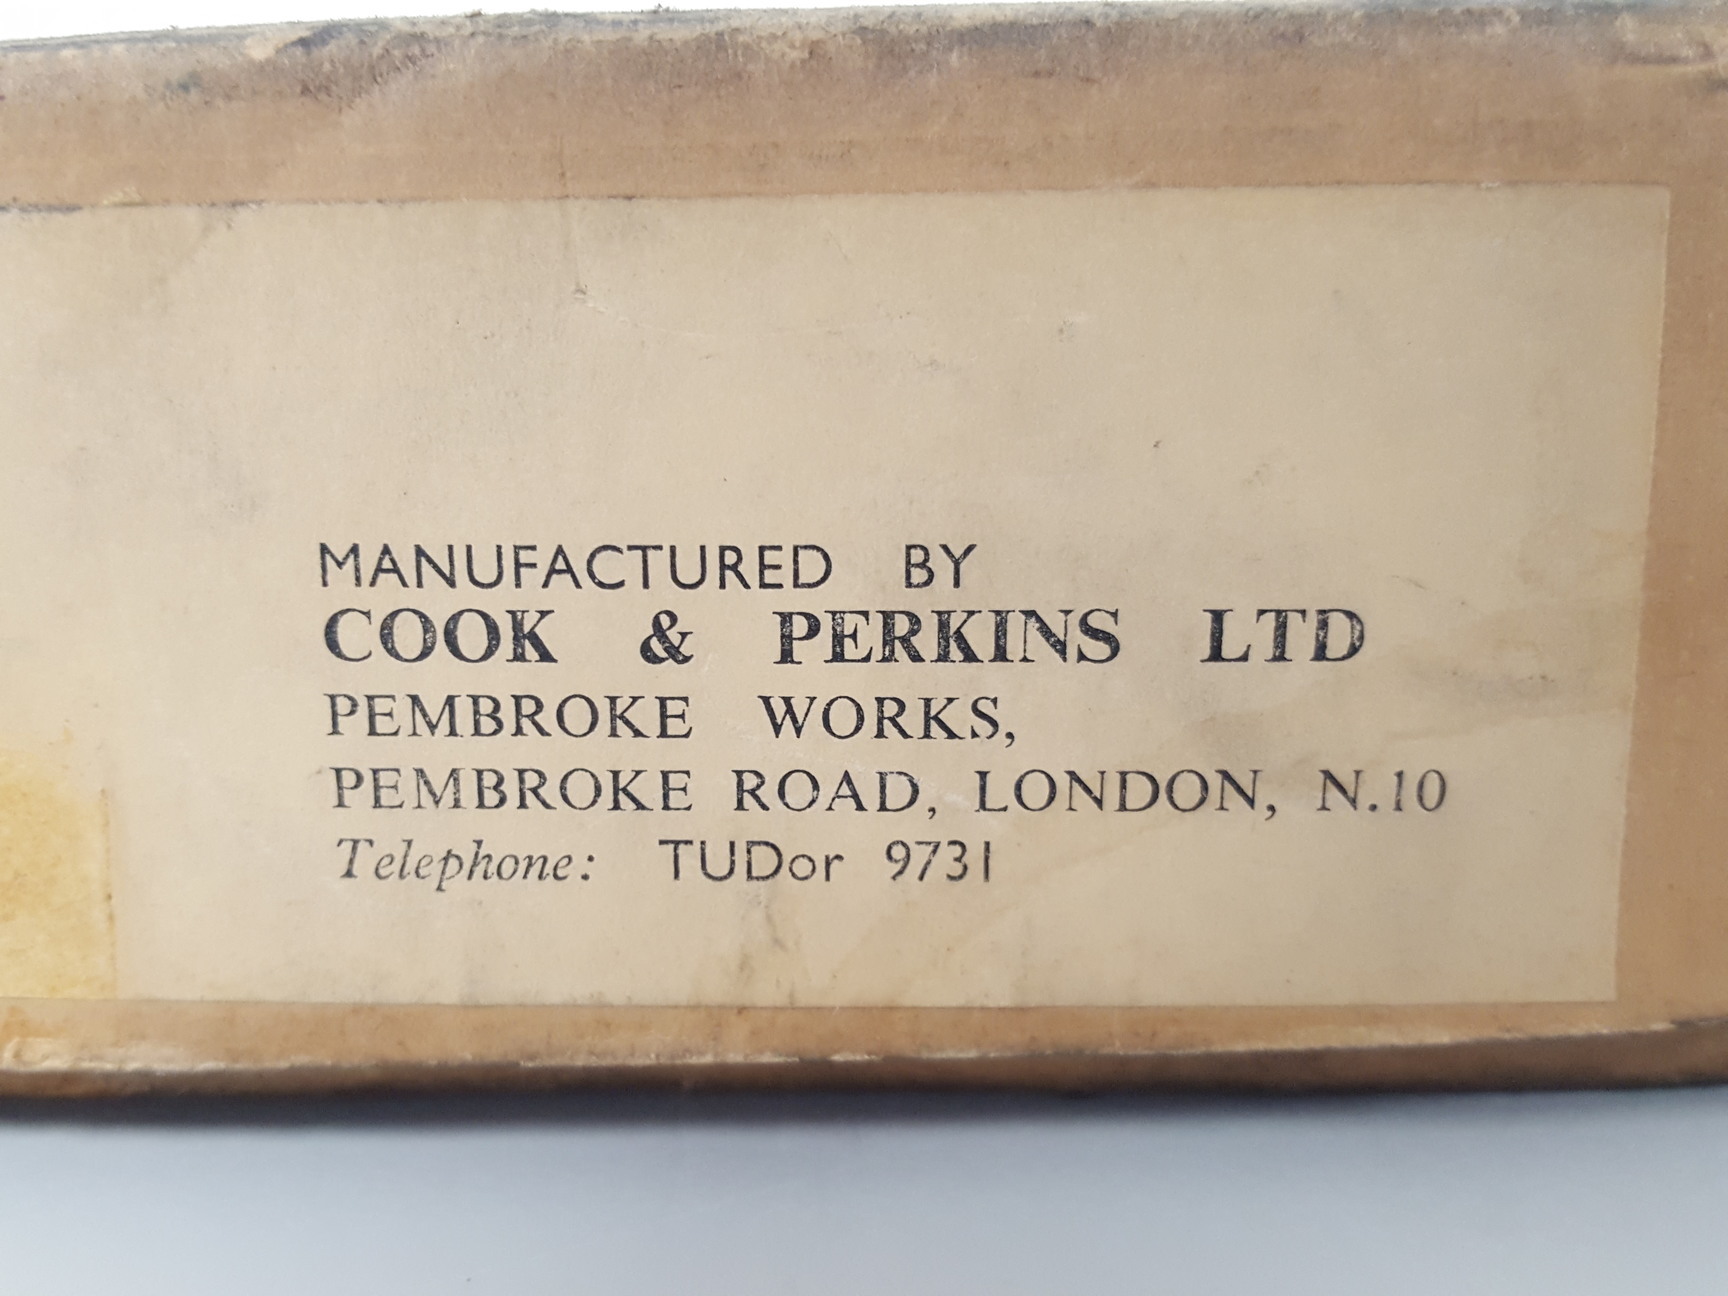 MANUFACTURED BY
COOK & PERKINS LTD
PEMBROKE WORKS,
PEMBROKE ROAD, LONDON, N.10
Telephone: TUDor 9731